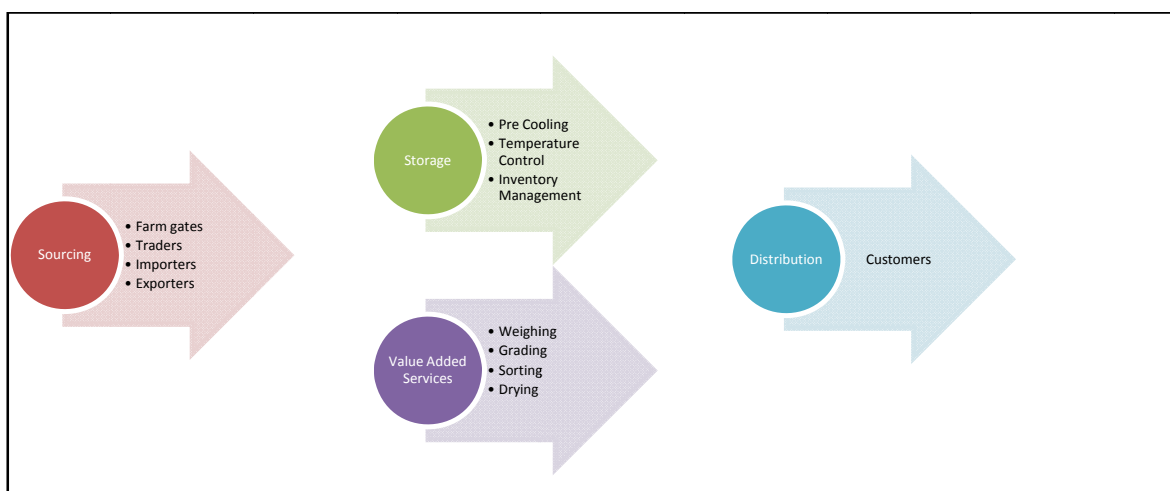 Sourcing
• Farm gates
• Traders
• Importers
• Exporters
Storage
• Pre Cooling
• Temperature
Control
• Inventory
Management
Value Added
Services
• Weighing
• Grading
• Sorting
• Drying
Distribution
Customers